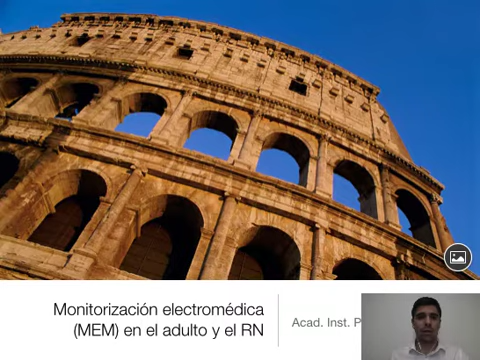 Monitorización electromédica
(MEM) en el adulto y el RN
Acad. Inst.